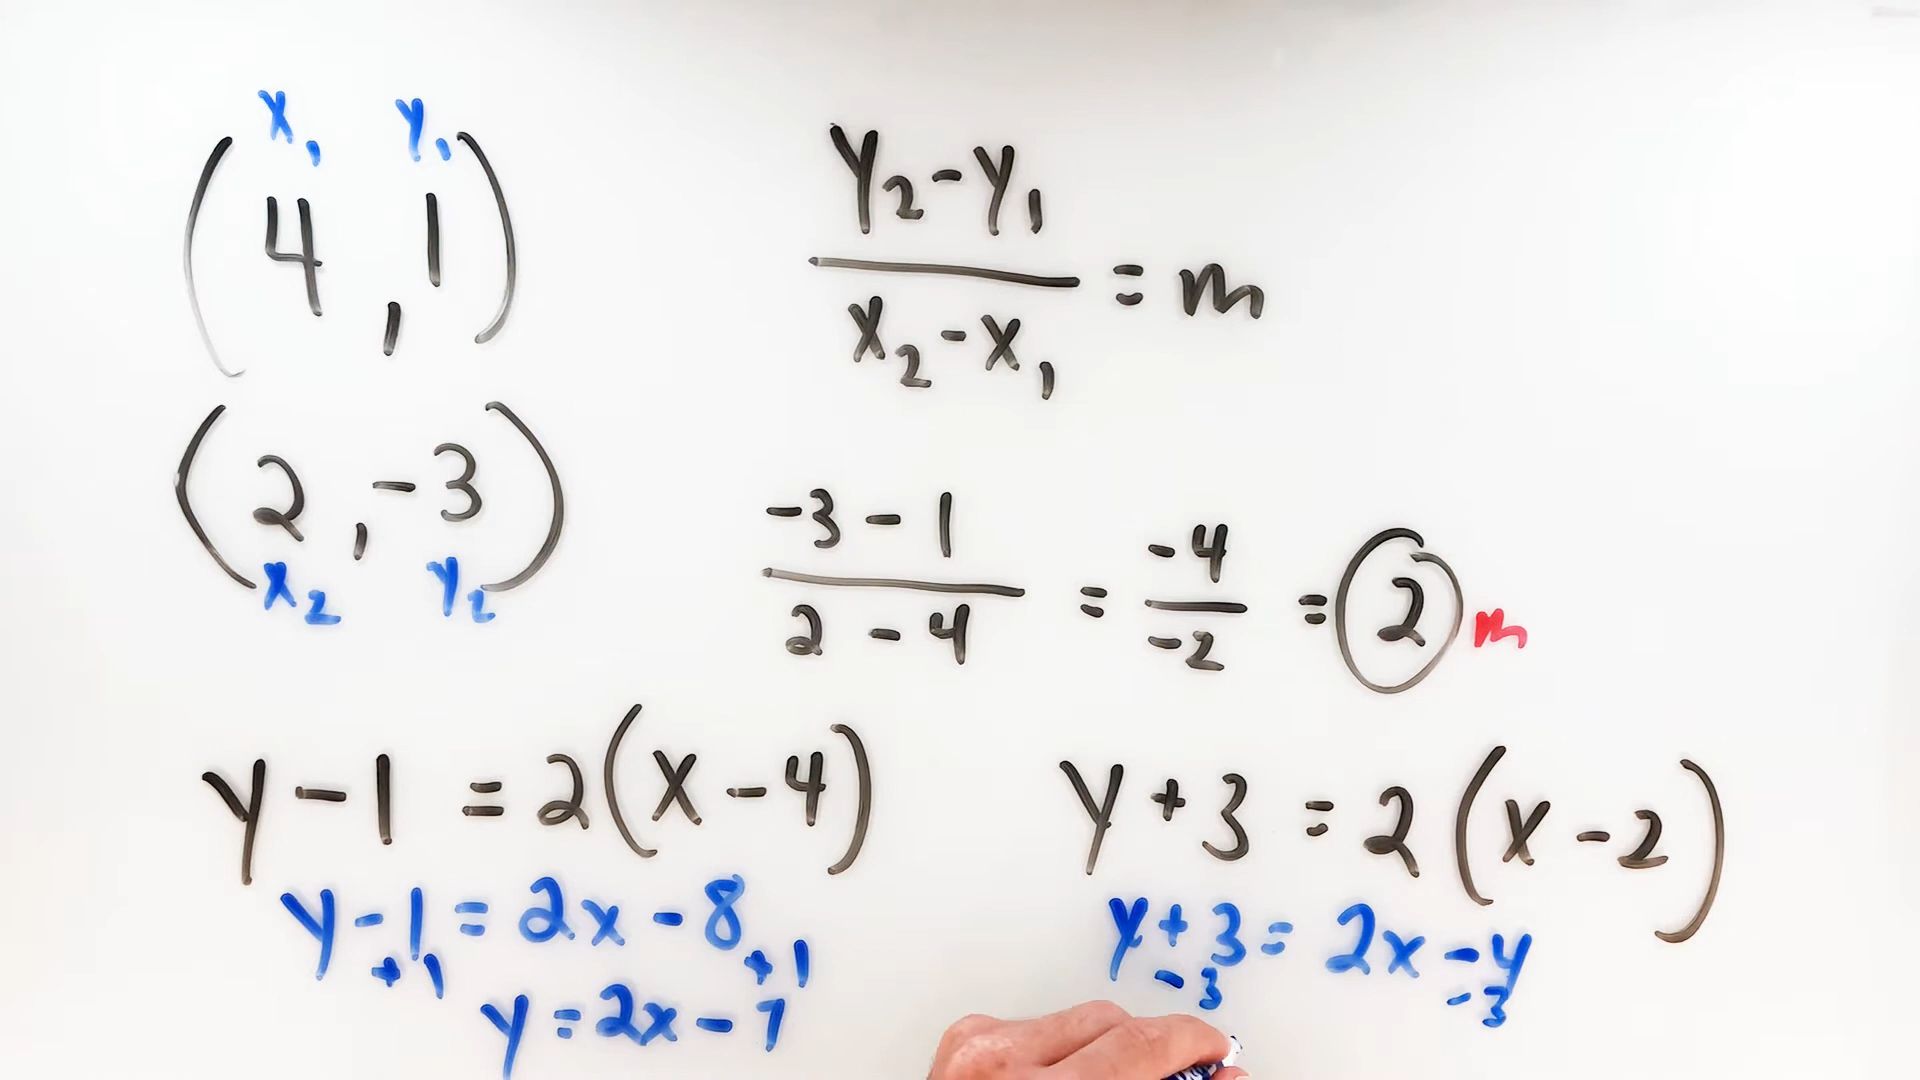 x₁ y₁
(4, 1)
(2, -3)
x₂ y₂
y₂ - y₁
x₂ - x₁ = m
-3 - 1
2 - 4
= -4
-2
= 2 m
y - 1 = 2(x - 4)
y - 1 = 2x - 8
+1 +1
y = 2x - 7
y + 3 = 2(x - 2)
y + 3 = 2x - 4
-3 -3